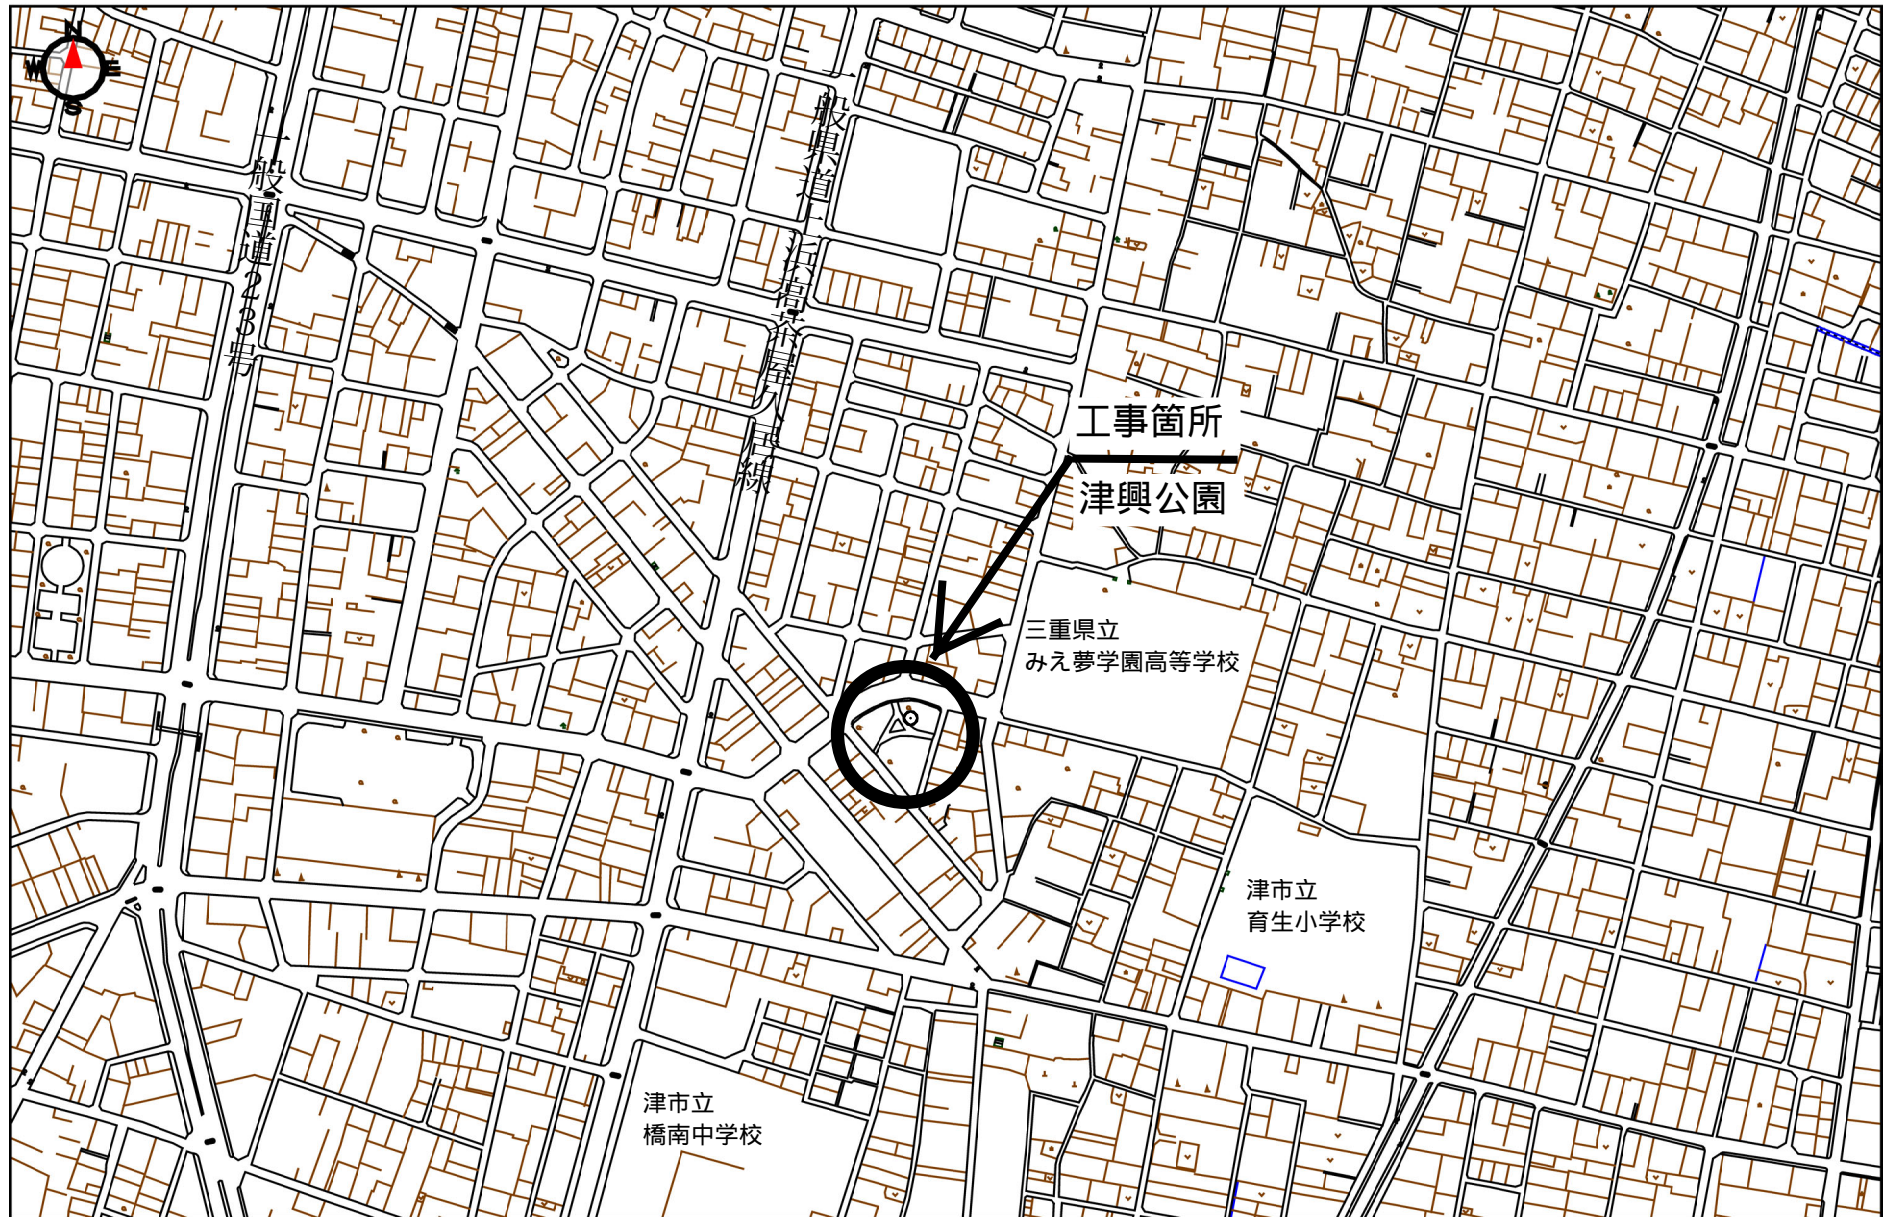 N
W
E
S
一般国道23号
一般県道上浜高茶屋久居線
工事箇所
津興公園
三重県立
みえ夢学園高等学校
津市立
育生小学校
津市立
橋南中学校